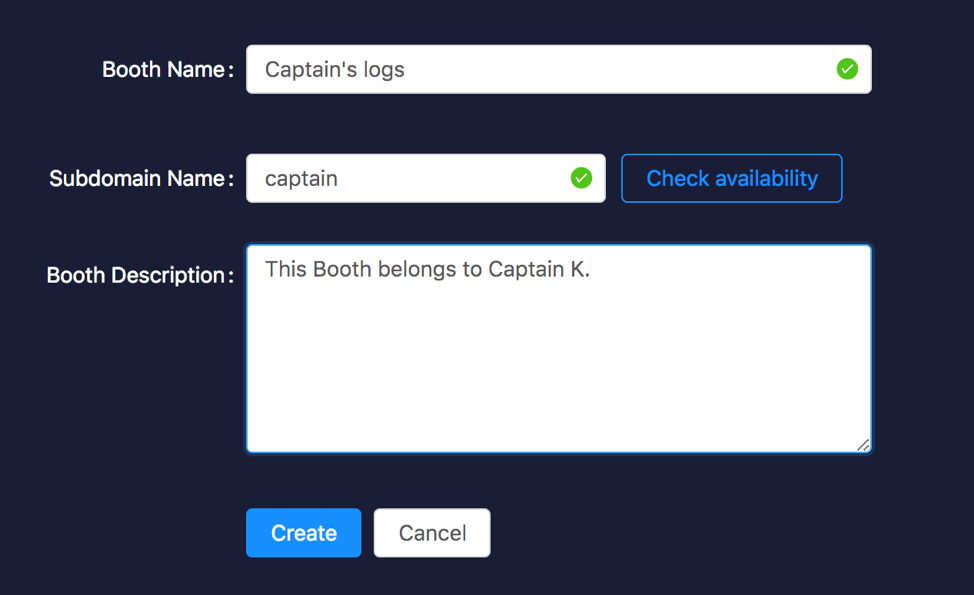 Booth Name: Captain's logs
Subdomain Name: captain Check availability
Booth Description: This Booth belongs to Captain K.
Create Cancel